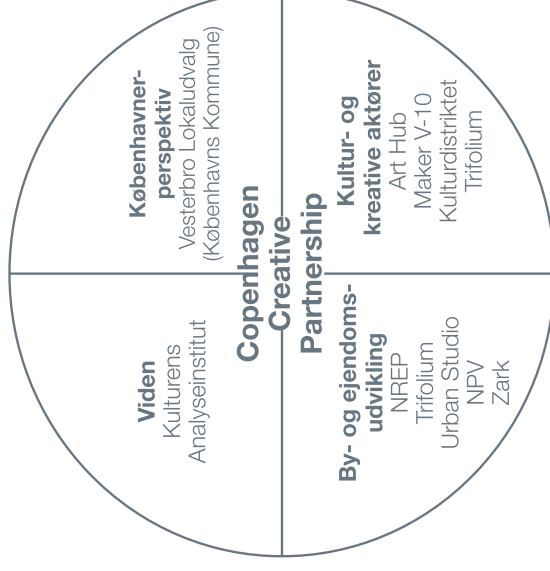 Viden
Kulturens
Analyseinstitut
Københavner-
perspektiv
Vesterbro Lokaludvalg
(Københavns Kommune)
Copenhagen
Creative
Partnership
By- og ejendoms-
udvikling
NREP
Trifolium
Urban Studio
NPV
Zark
Kultur- og
kreative aktører
Art Hub
Maker V-10
Kulturdistriktet
Trifolium